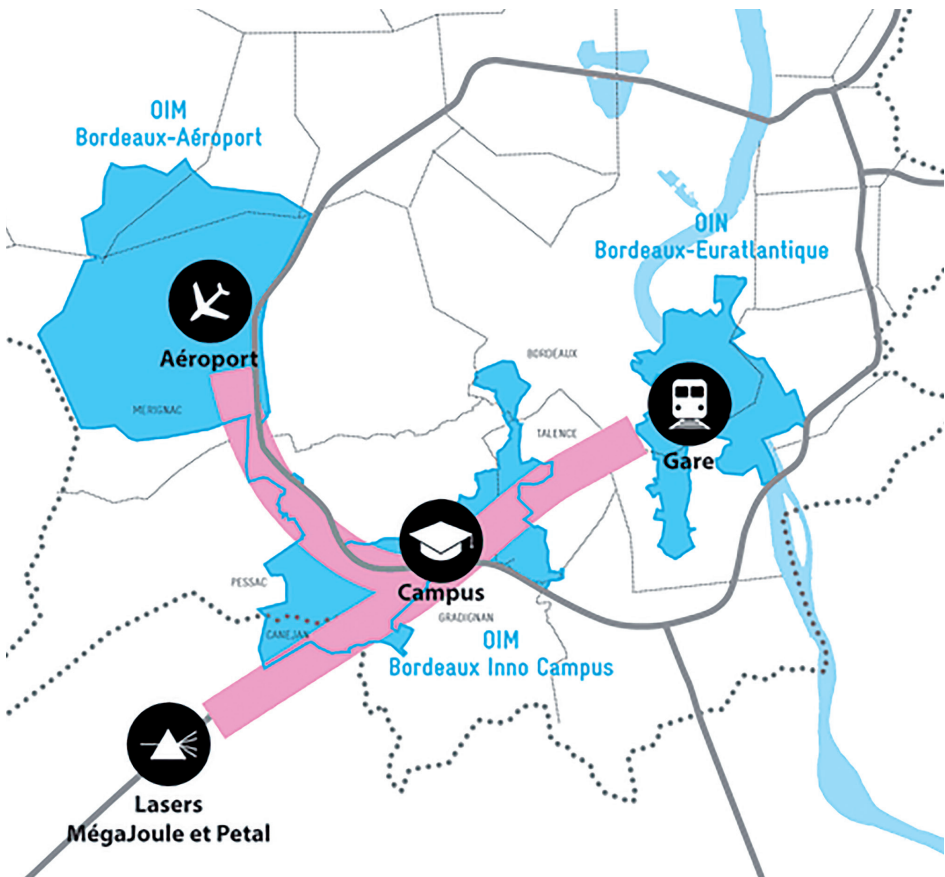 OIM
Bordeaux-Aéroport
OIN
Bordeaux-Euratlantique
Aéroport
BORDEAUX
MERIGNAC
TALENCE
Gare
PESSAC
Campus
GRADIGNAN
CANEJAN
OIM
Bordeaux Inno Campus
Lasers
MégaJoule et Petal